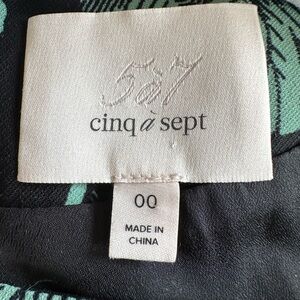 5à7
cinq à sept
00
MADE IN
CHINA